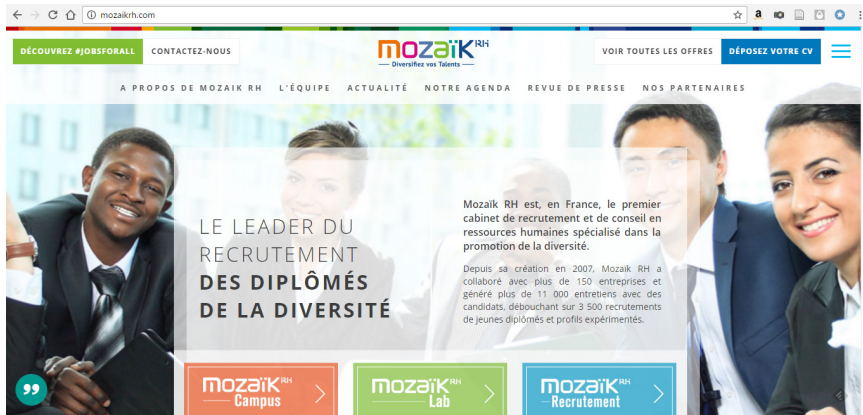 mozaikrh.com
DÉCOUVREZ #JOBSFORALL
CONTACTEZ-NOUS
mozaïK RH
Diversifiez vos Talents
VOIR TOUTES LES OFFRES
DÉPOSEZ VOTRE CV
A PROPOS DE MOZAIK RH L'ÉQUIPE ACTUALITÉ NOTRE AGENDA REVUE DE PRESSE NOS PARTENAIRES
LE LEADER DU
RECRUTEMENT
DES DIPLÔMÉS
DE LA DIVERSITÉ
Mozaïk RH est, en France, le premier
cabinet de recrutement et de conseil en
ressources humaines spécialisé dans la
promotion de la diversité.
Depuis sa création en 2007, Mozaik RH a
collaboré avec plus de 150 entreprises et
généré plus de 11 000 entretiens avec des
candidats, débouchant sur 3 500 recrutements
de jeunes diplômés et profils expérimentés.
mozaïK RH
Campus
mozaïK RH
Lab
mozaïK RH
Recrutement